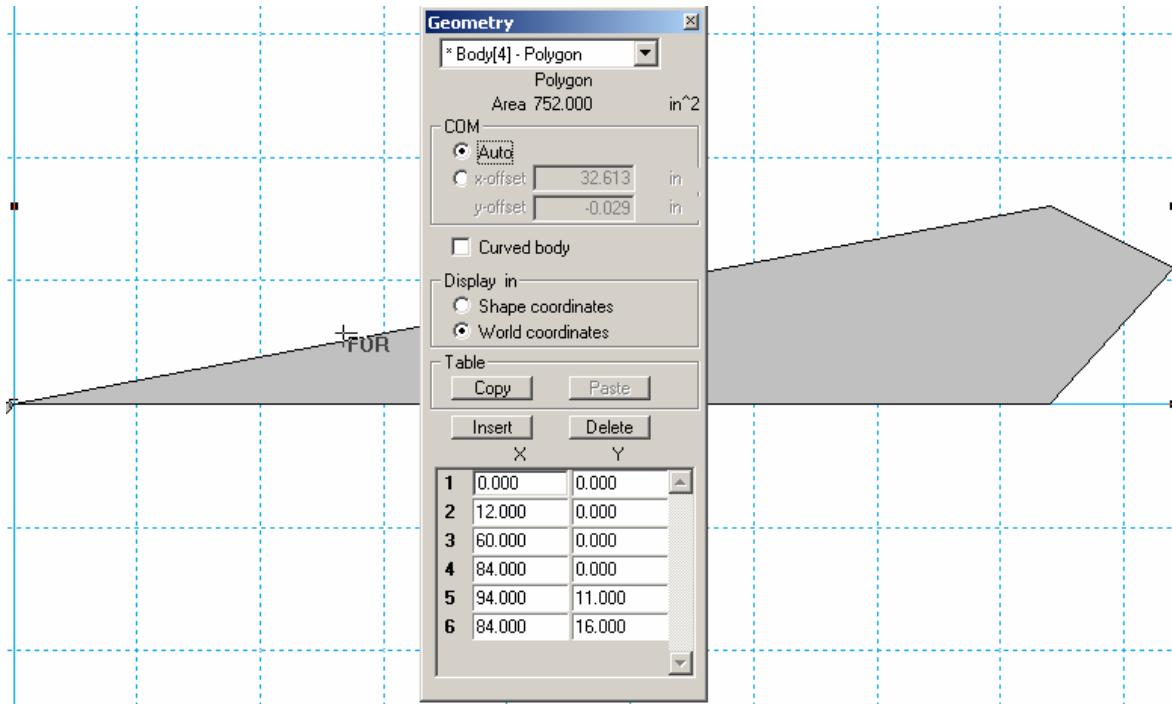 Geometry
* Body[4] - Polygon
Polygon
Area 752.000 in^2
COM
Auto
x-offset 32.613 in
y-offset -0.029 in
Curved body
Display in
Shape coordinates
World coordinates
FOR
Table
Copy Paste
Insert Delete
X Y
1 0.000 0.000
2 12.000 0.000
3 60.000 0.000
4 84.000 0.000
5 94.000 11.000
6 84.000 16.000